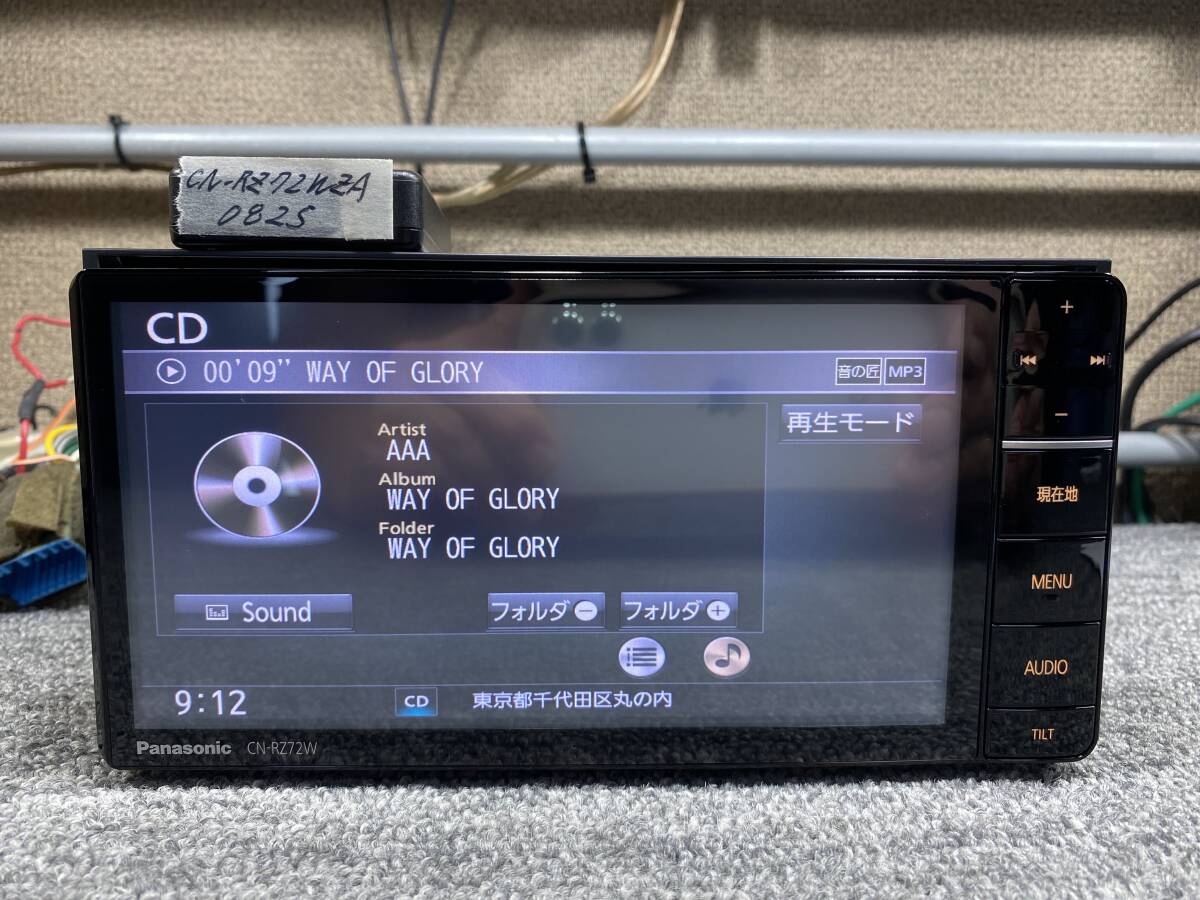 CN-RZ72WZA
0825
CD
00'09" WAY OF GLORY
音の匠 MP3
再生モード
Artist
AAA
Album
WAY OF GLORY
Folder
WAY OF GLORY
Sound
フォルダ－
フォルダ＋
9:12
CD
東京都千代田区丸の内
Panasonic CN-RZ72W
+
−
現在地
MENU
AUDIO
TILT